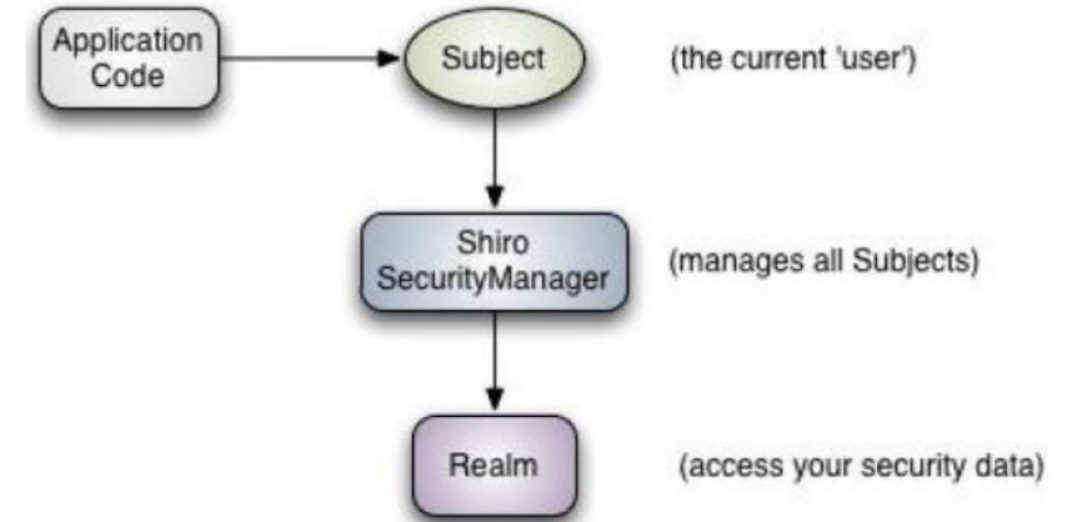 Application
Code
Subject
(the current 'user')
Shiro
SecurityManager
(manages all Subjects)
Realm
(access your security data)